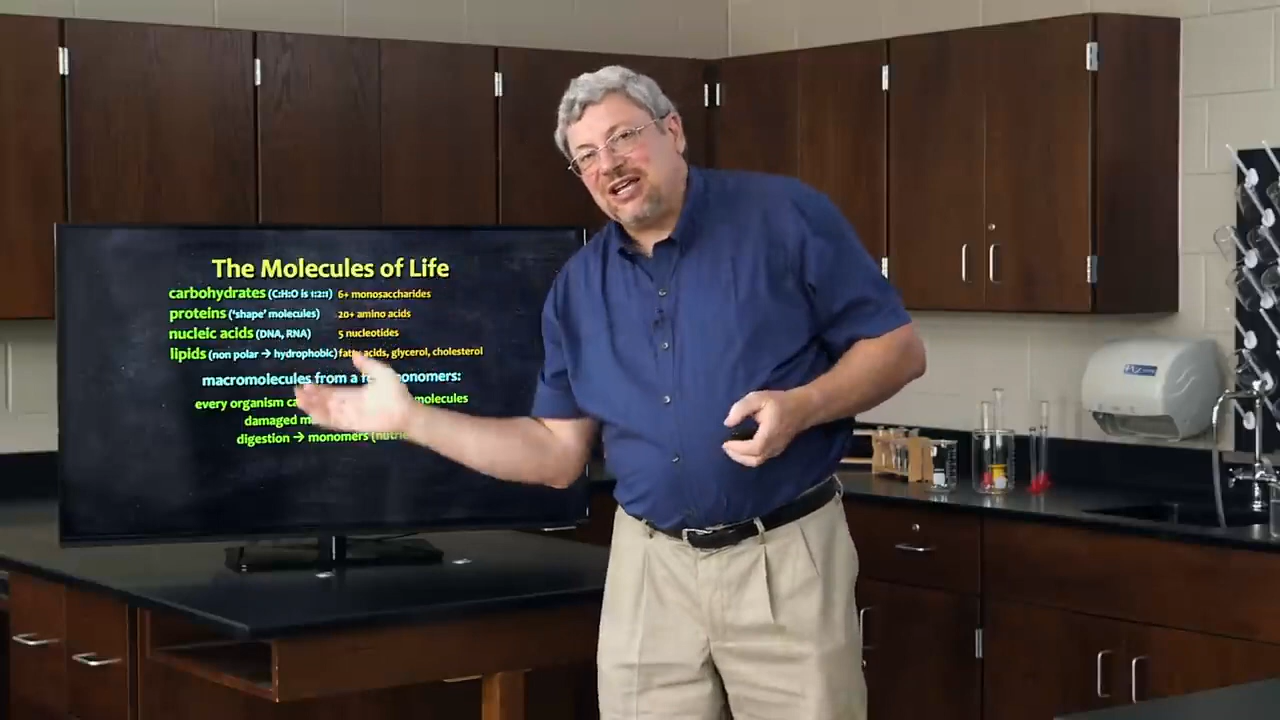 The Molecules of Life
carbohydrates (C:H:O is 1:2:1) 6+ monosaccharides
proteins ('shape' molecules) 20+ amino acids
nucleic acids (DNA, RNA) 5 nucleotides
lipids (non polar → hydrophobic) fatty acids, glycerol, cholesterol
macromolecules from a
every organism molecules
damaged
digestion → monomers